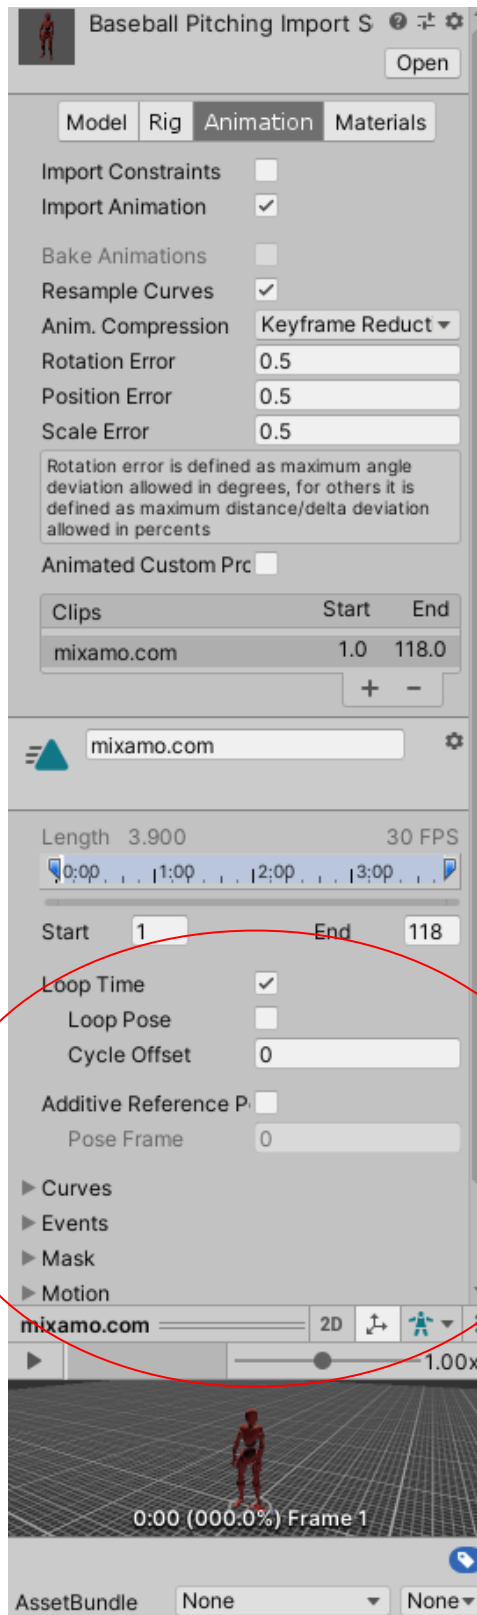 Baseball Pitching Import S
Open
Model Rig Animation Materials
Import Constraints
Import Animation
Bake Animations
Resample Curves
Anim. Compression Keyframe Reduct
Rotation Error 0.5
Position Error 0.5
Scale Error 0.5
Rotation error is defined as maximum angle
deviation allowed in degrees, for others it is
defined as maximum distance/delta deviation
allowed in percents
Animated Custom Prc
Clips Start End
mixamo.com 1.0 118.0
+ −
mixamo.com
Length 3.900 30 FPS
0:00 1:00 2:00 3:00
Start 1 End 118
Loop Time
Loop Pose
Cycle Offset 0
Additive Reference P
Pose Frame 0
Curves
Events
Mask
Motion
mixamo.com 2D
1.00x
0:00 (000.0%) Frame 1
AssetBundle None None